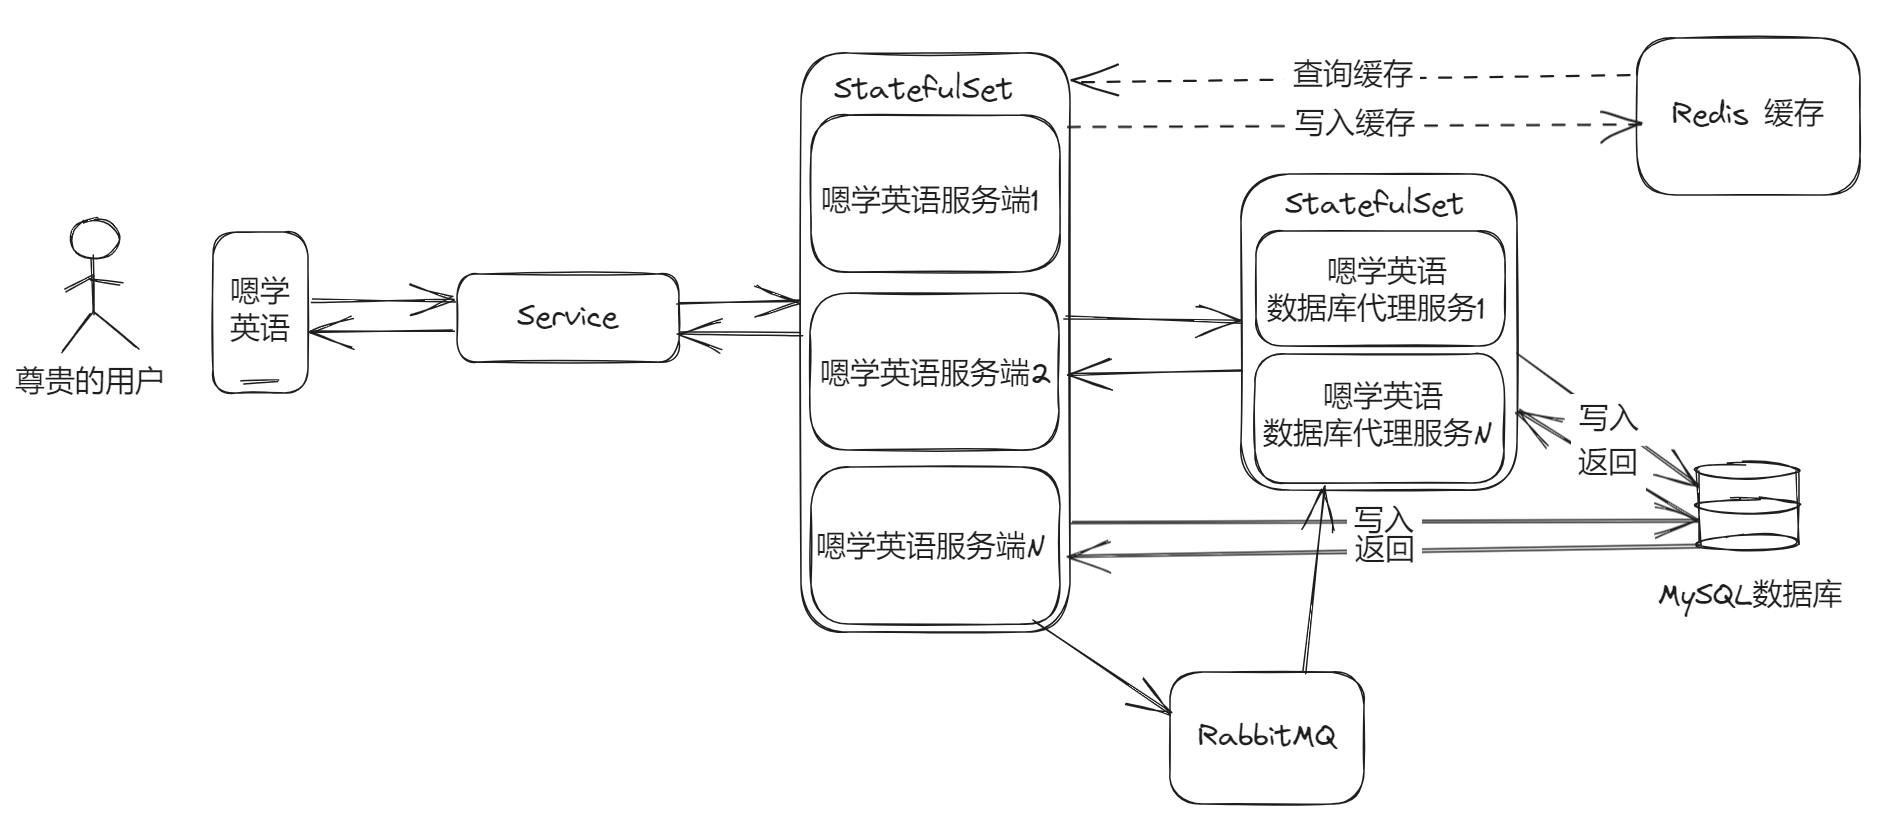 尊贵的用户
嗯学
英语
Service
StatefulSet
嗯学英语服务端1
嗯学英语服务端2
嗯学英语服务端N
查询缓存
写入缓存
Redis 缓存
StatefulSet
嗯学英语
数据库代理服务1
嗯学英语
数据库代理服务N
写入
返回
写入
返回
MySQL数据库
RabbitMQ